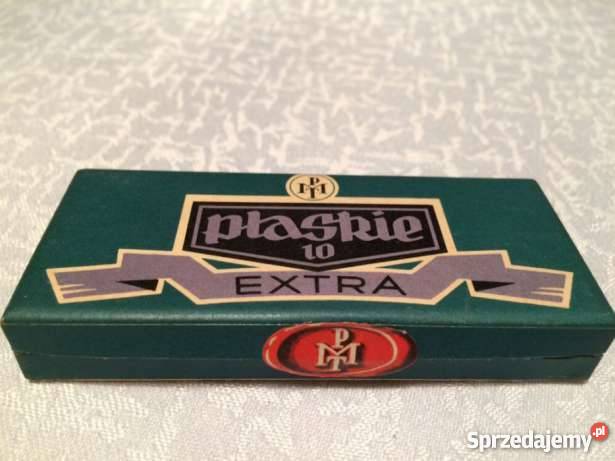 PMT
płaskie
10
EXTRA
PMT
Sprzedajemy.pl